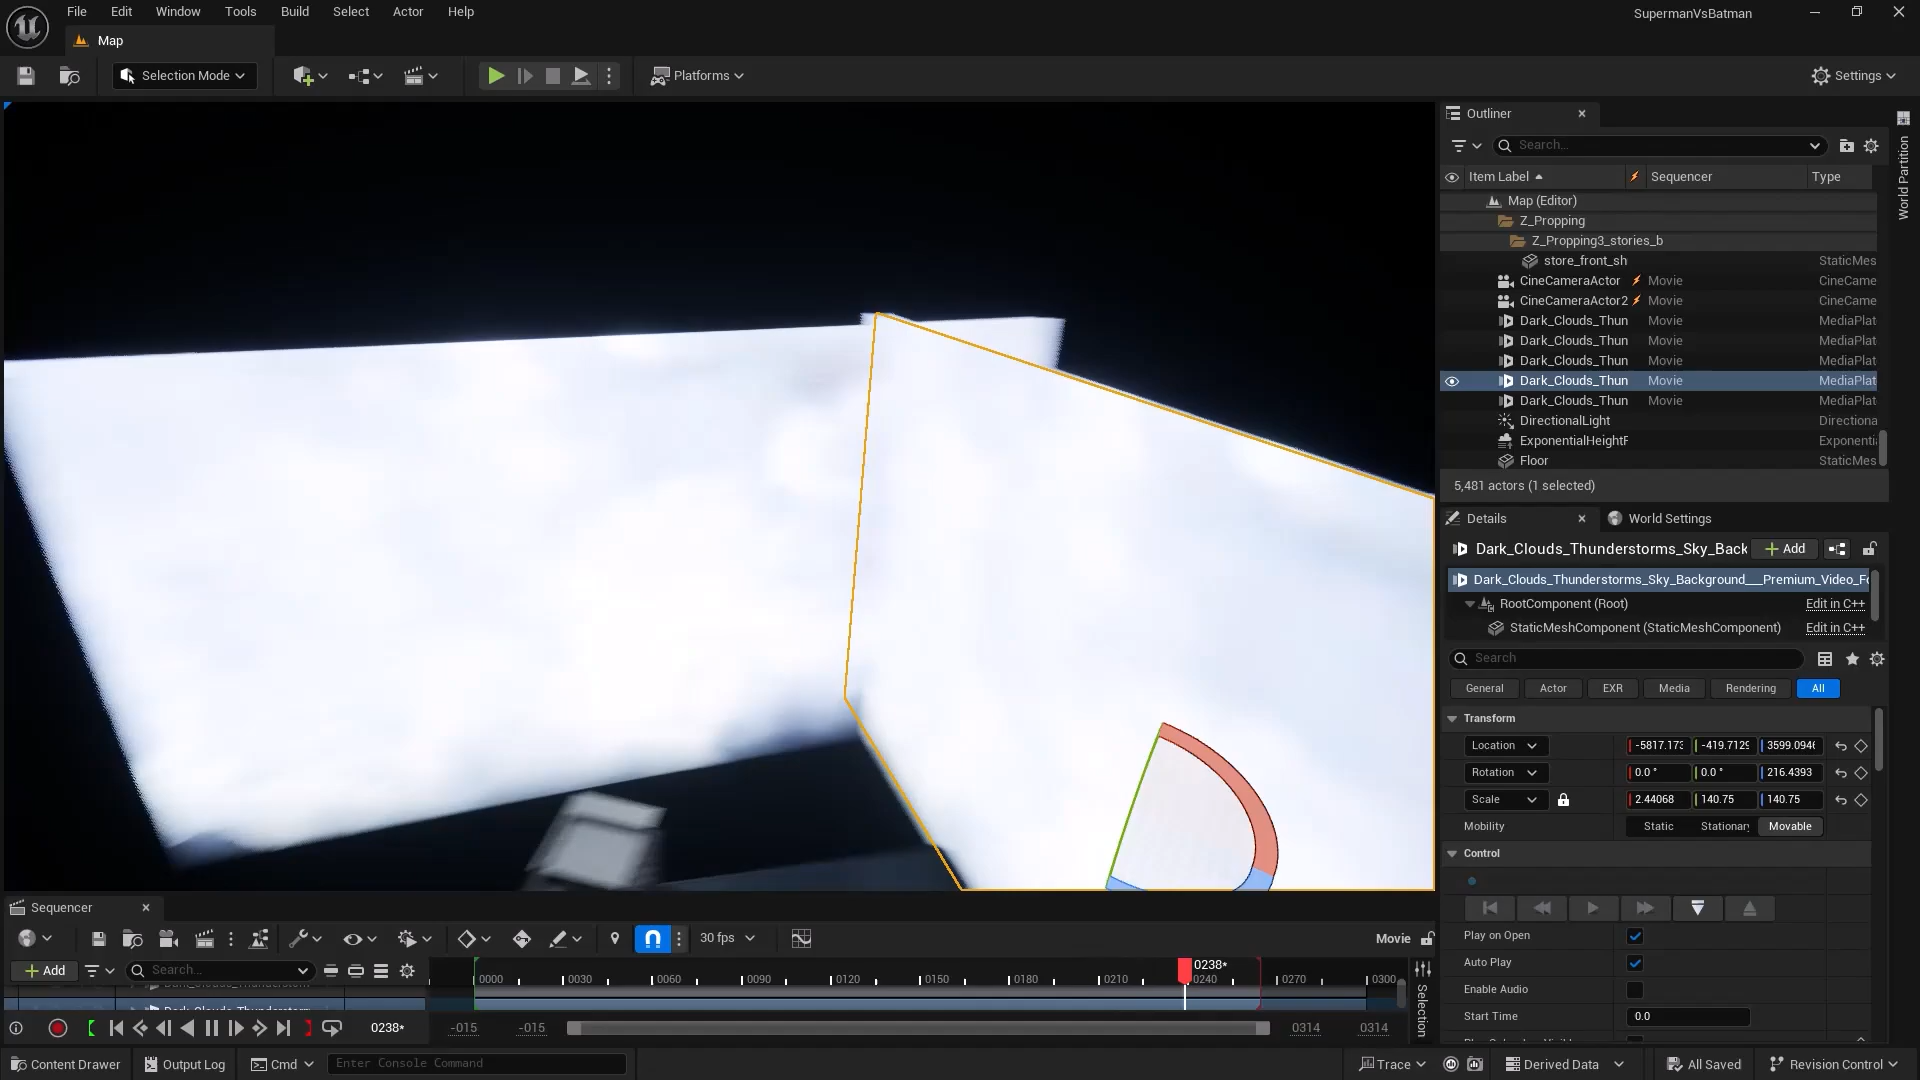 File Edit Window Tools Build Select Actor Help
SupermanVsBatman
Map
Selection Mode
Platforms
Settings
Outliner
World Partition
Search...
Item Label Sequencer Type
Map (Editor)
Z_Propping
Z_Propping3_stories_b
store_front_sh StaticMes
CineCameraActor Movie CineCame
CineCameraActor2 Movie CineCame
Dark_Clouds_Thun Movie MediaPlat
Dark_Clouds_Thun Movie MediaPlat
Dark_Clouds_Thun Movie MediaPlat
Dark_Clouds_Thun Movie MediaPlat
Dark_Clouds_Thun Movie MediaPlat
DirectionalLight Directiona
ExponentialHeightF Exponenti
Floor StaticMes
5,481 actors (1 selected)
Details World Settings
Dark_Clouds_Thunderstorms_Sky_Back Add
Dark_Clouds_Thunderstorms_Sky_Background___Premium_Video_Fo
RootComponent (Root) Edit in C++
StaticMeshComponent (StaticMeshComponent) Edit in C++
Search
General Actor EXR Media Rendering All
Transform
Location -5817.173 -419.7129 3599.0946
Rotation 0.0 ° 0.0 ° 216.4393
Scale 2.44068 140.75 140.75
Mobility Static Stationary Movable
Control
Play on Open
Auto Play
Enable Audio
Start Time 0.0
Sequencer
30 fps
Movie
Add Search...
0238*
0000 0030 0060 0090 0120 0150 0180 0210 0240 0270 0300
Selection
0238* -015 -015 0314 0314
Content Drawer Output Log Cmd Enter Console Command
Trace Derived Data All Saved Revision Control